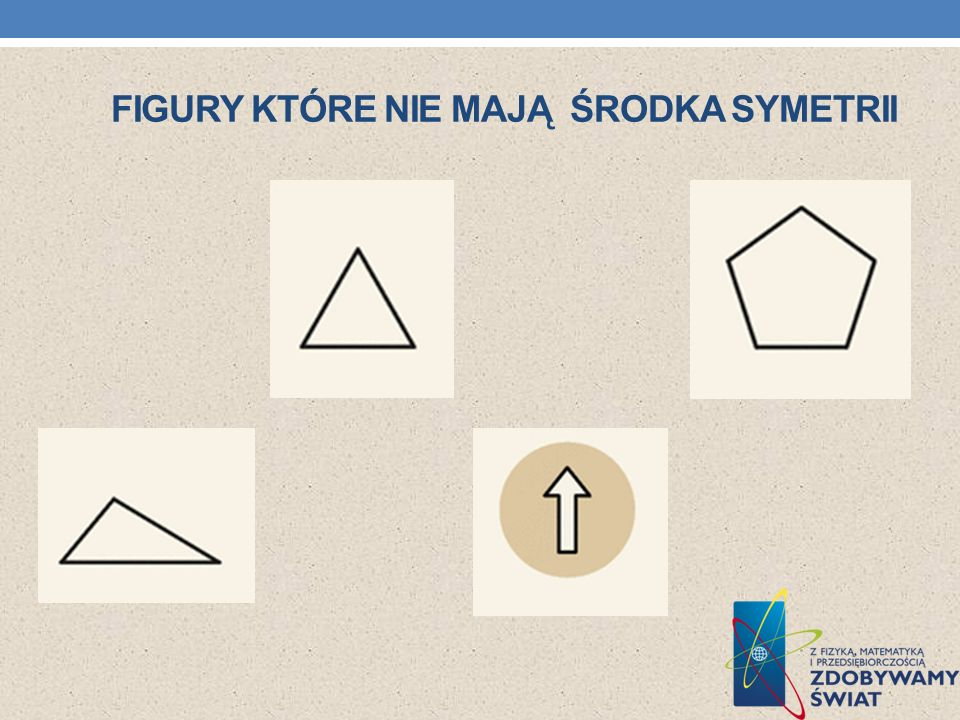 FIGURY KTÓRE NIE MAJĄ ŚRODKA SYMETRII
Z FIZYKĄ, MATEMATYKĄ
I PRZEDSIĘBIORCZOŚCIĄ
ZDOBYWAMY
ŚWIAT